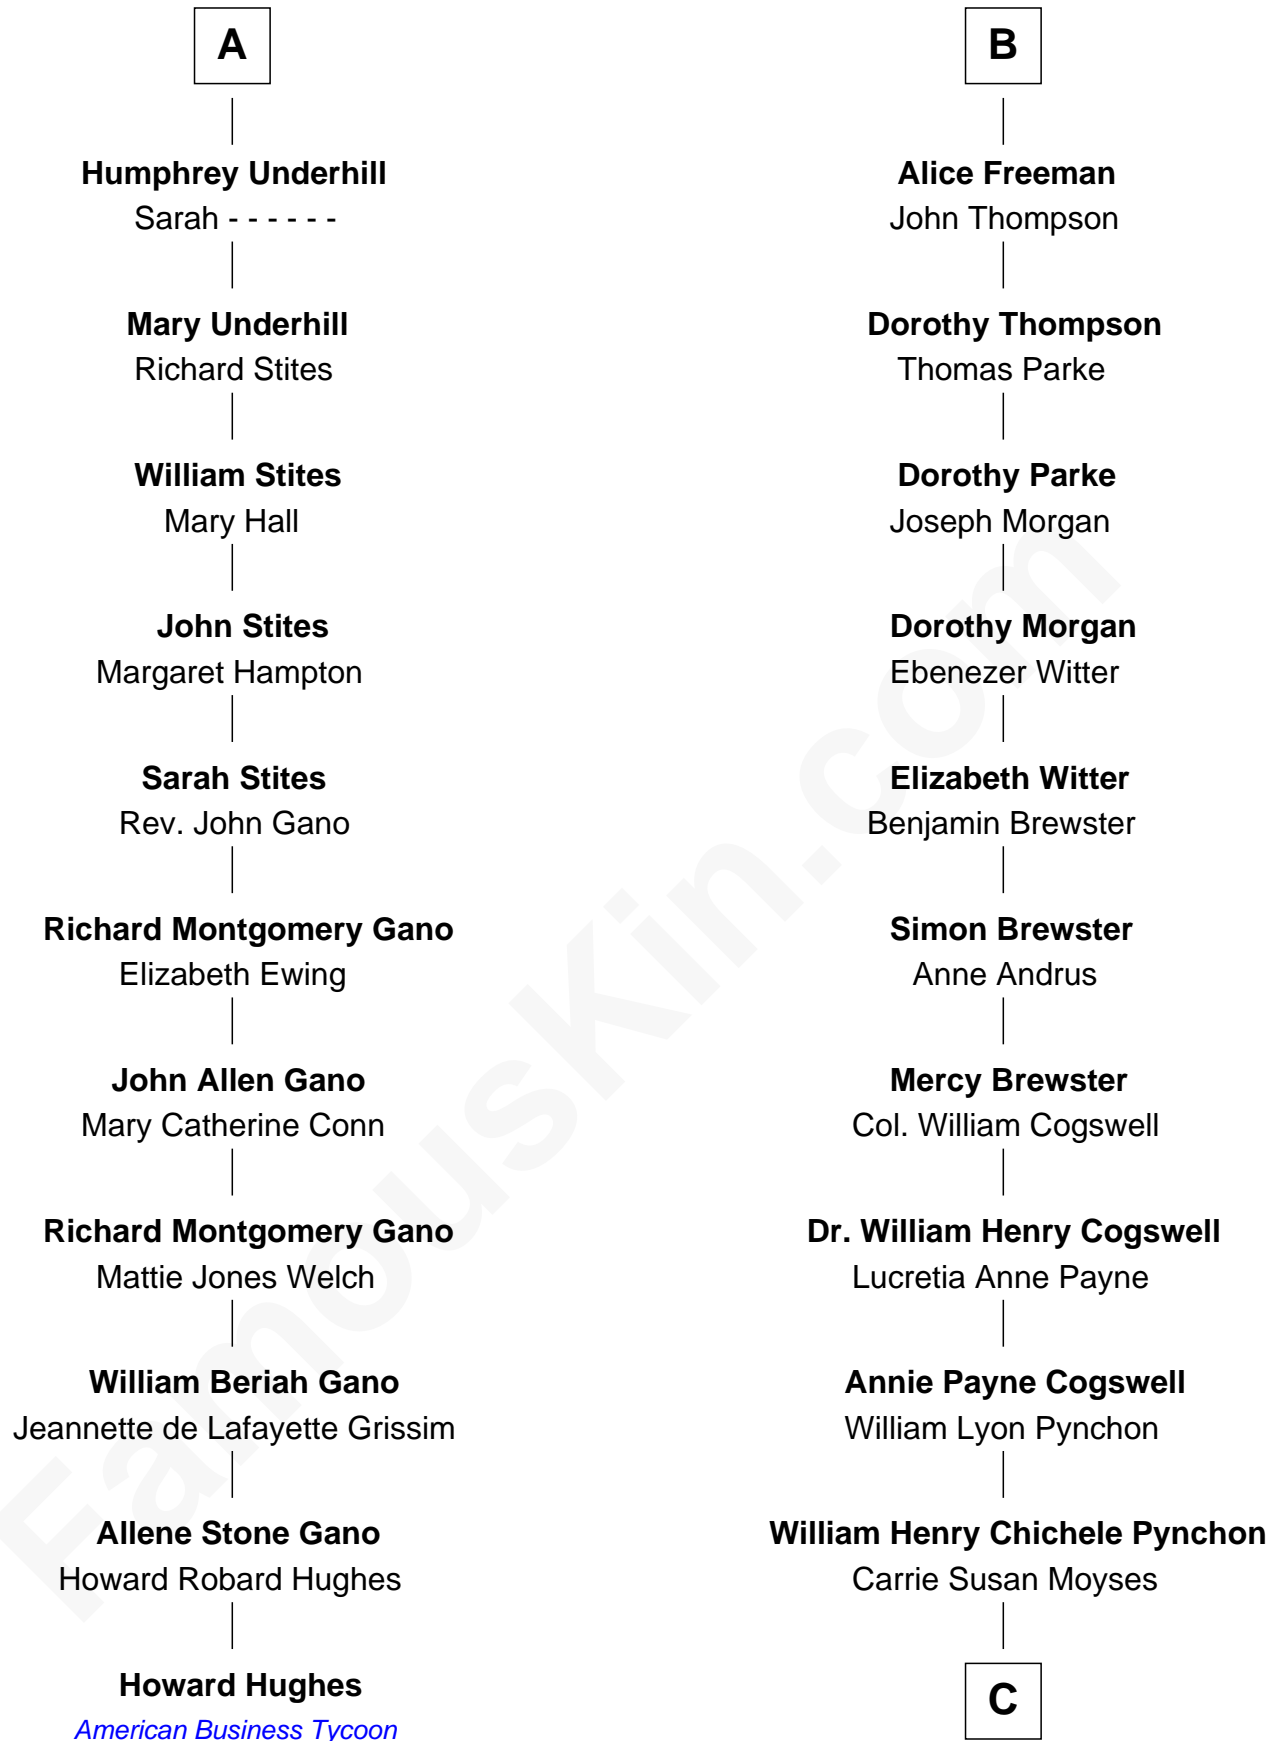 A
Humphrey Underhill
Sarah - - - - - -
Mary Underhill
Richard Stites
William Stites
Mary Hall
John Stites
Margaret Hampton
Sarah Stites
Rev. John Gano
Richard Montgomery Gano
Elizabeth Ewing
John Allen Gano
Mary Catherine Conn
Richard Montgomery Gano
Mattie Jones Welch
William Beriah Gano
Jeannette de Lafayette Grissim
Allene Stone Gano
Howard Robard Hughes
Howard Hughes
American Business Tycoon
B
Alice Freeman
John Thompson
Dorothy Thompson
Thomas Parke
Dorothy Parke
Joseph Morgan
Dorothy Morgan
Ebenezer Witter
Elizabeth Witter
Benjamin Brewster
Simon Brewster
Anne Andrus
Mercy Brewster
Col. William Cogswell
Dr. William Henry Cogswell
Lucretia Anne Payne
Annie Payne Cogswell
William Lyon Pynchon
William Henry Chichele Pynchon
Carrie Susan Moyses
C
FamousKin.com